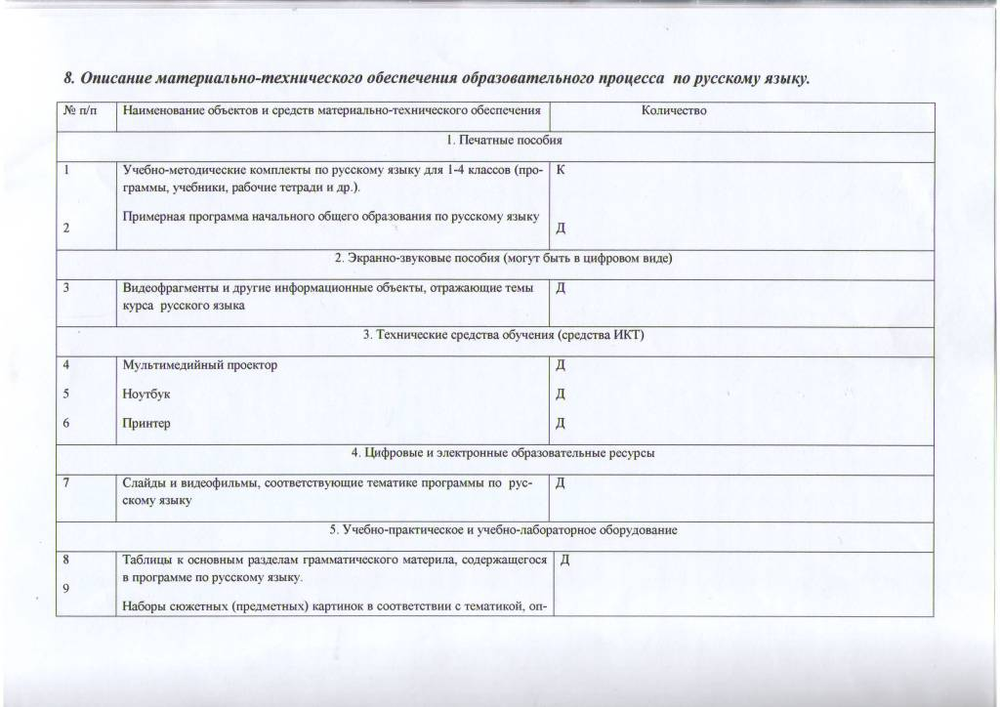 8. Описание материально-технического обеспечения образовательного процесса по русскому языку.
№ п/п Наименование объектов и средств материально-технического обеспечения Количество
1. Печатные пособия
1 Учебно-методические комплекты по русскому языку для 1-4 классов (про- К
граммы, учебники, рабочие тетради и др.).
Примерная программа начального общего образования по русскому языку
2 Д
2. Экранно-звуковые пособия (могут быть в цифровом виде)
3 Видеофрагменты и другие информационные объекты, отражающие темы Д
курса русского языка
3. Технические средства обучения (средства ИКТ)
4 Мультимедийный проектор Д
5 Ноутбук Д
6 Принтер Д
4. Цифровые и электронные образовательные ресурсы
7 Слайды и видеофильмы, соответствующие тематике программы по рус- Д
скому языку
5. Учебно-практическое и учебно-лабораторное оборудование
8 Таблицы к основным разделам грамматического материла, содержащегося Д
в программе по русскому языку.
9
Наборы сюжетных (предметных) картинок в соответствии с тематикой, оп-